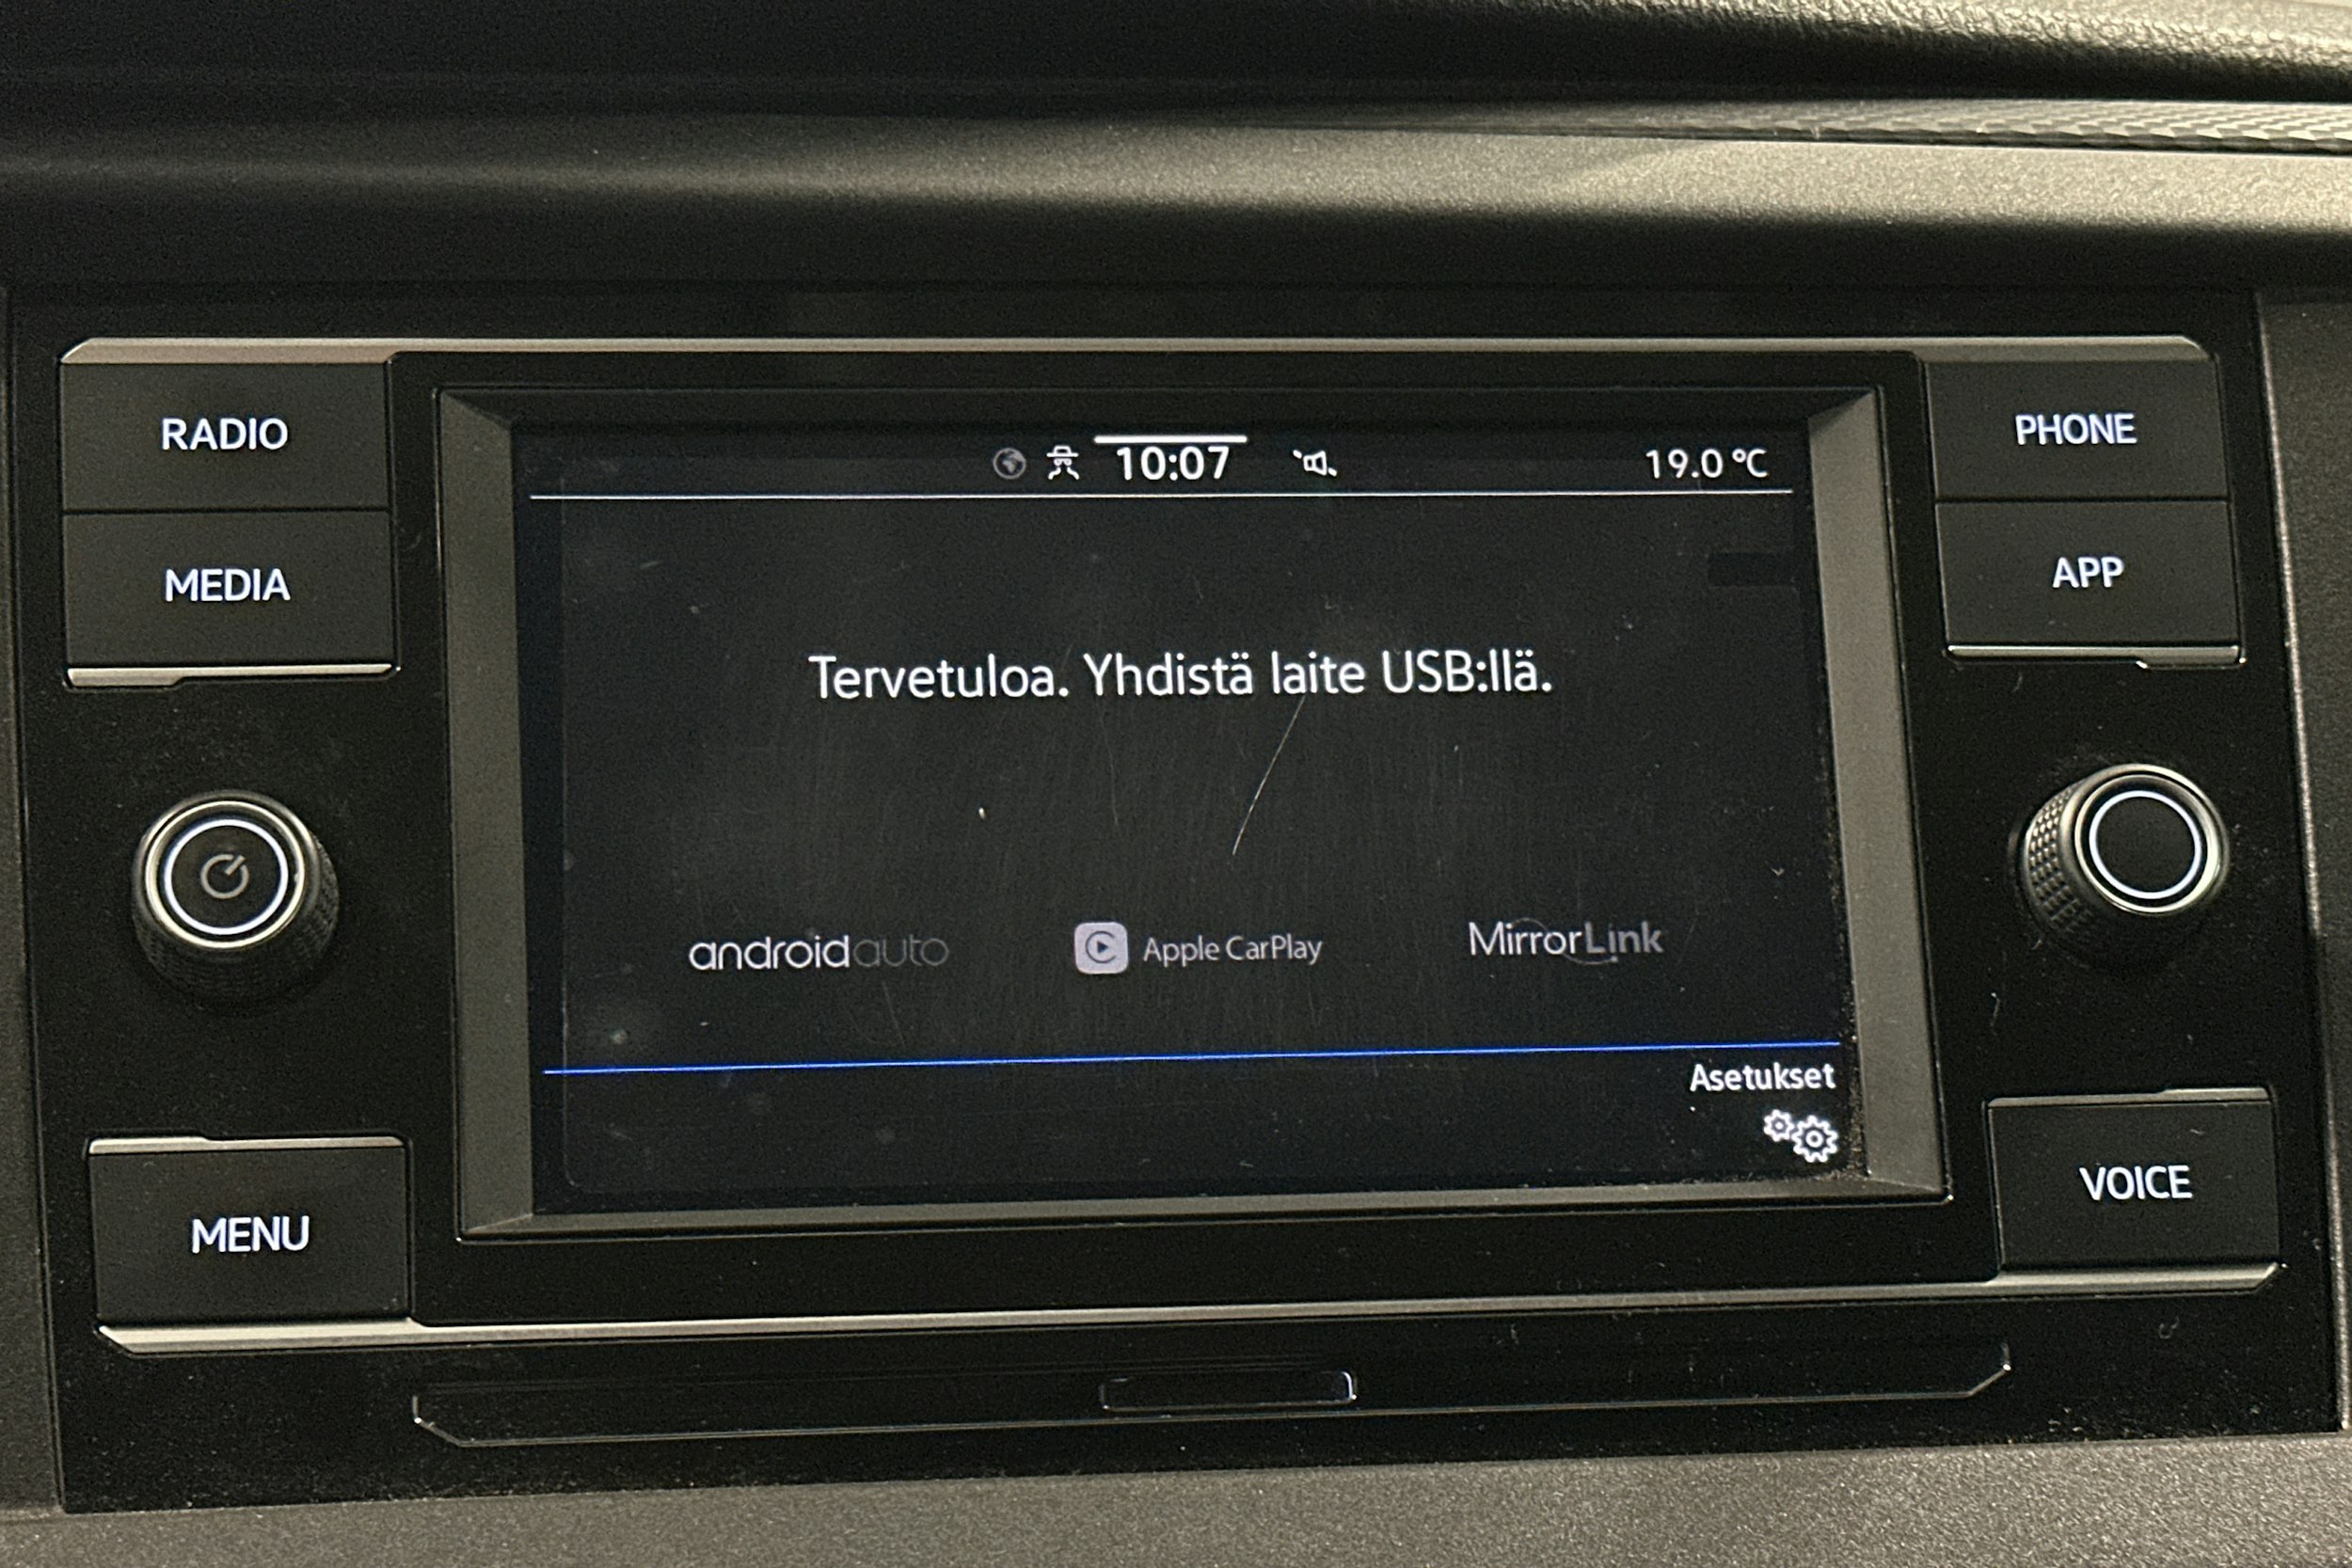 RADIO
MEDIA
MENU
10:07
19.0 °C
Tervetuloa. Yhdistä laite USB:llä.
androidauto
Apple CarPlay
MirrorLink
Asetukset
PHONE
APP
VOICE